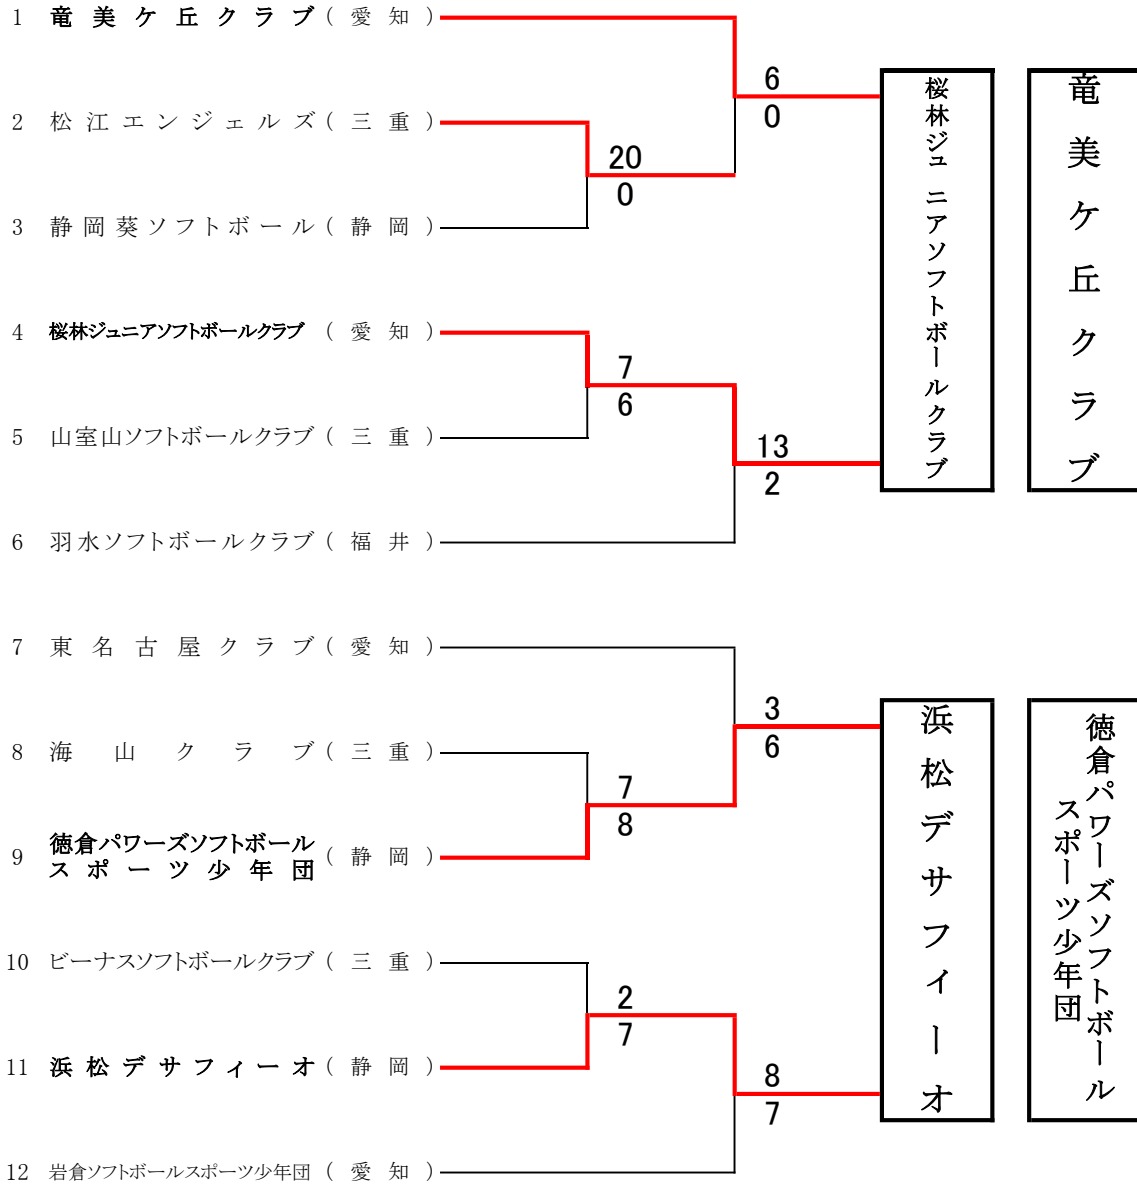 1 竜美ケ丘クラブ(愛知)
6
0
2 松江エンジェルズ(三重)
20
0
3 静岡葵ソフトボール(静岡)
4 桜林ジュニアソフトボールクラブ (愛知)
7
6
5 山室山ソフトボールクラブ(三重)
13
2
6 羽水ソフトボールクラブ(福井)
桜林ジュニアソフトボールクラブ
竜美ケ丘クラブ
7 東名古屋クラブ(愛知)
3
6
8 海山クラブ(三重)
7
8
9 徳倉パワーズソフトボール
スポーツ少年団 (静岡)
10 ビーナスソフトボールクラブ(三重)
2
7
11 浜松デサフィーオ(静岡)
8
7
12 岩倉ソフトボールスポーツ少年団(愛知)
浜松デサフィーオ
徳倉パワーズソフトボール
スポーツ少年団